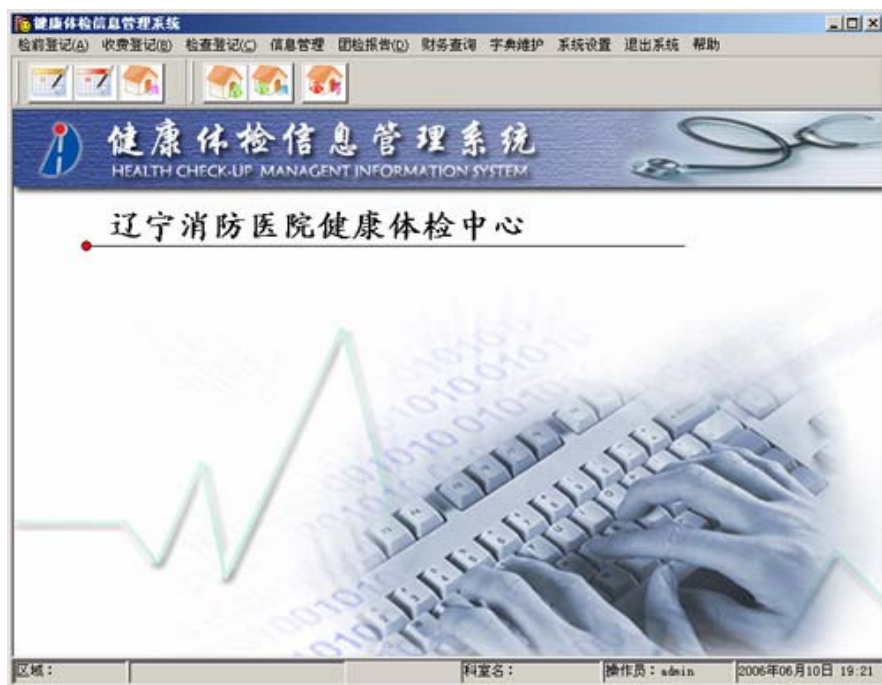 健康体检信息管理系统
检前登记(A) 收费登记(B) 检查登记(C) 信息管理 团检报告(D) 财务查询 字典维护 系统设置 退出系统 帮助
健康体检信息管理系统
HEALTH CHECK-UP MANAGENT INFORMATION SYSTEM
辽宁消防医院健康体检中心
区域: 科室名: 操作员:admin 2006年06月10日 19:21